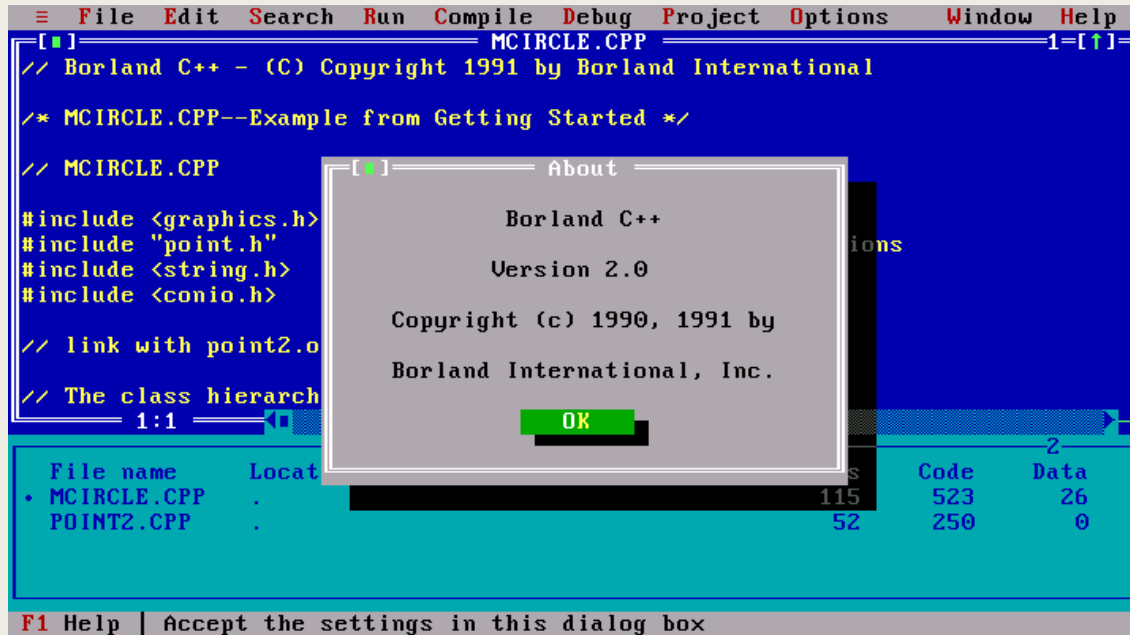 ≡ File Edit Search Run Compile Debug Project Options Window Help
[■] MCIRCLE.CPP 1=[↑]
// Borland C++ - (C) Copyright 1991 by Borland International
/* MCIRCLE.CPP--Example from Getting Started */
// MCIRCLE.CPP
#include <graphics.h>
#include "point.h" ions
#include <string.h>
#include <conio.h>
// link with point2.o
// The class hierarch
1:1
[■] About
Borland C++
Version 2.0
Copyright (c) 1990, 1991 by
Borland International, Inc.
OK
2
File name Locat s Code Data
• MCIRCLE.CPP . 115 523 26
POINT2.CPP . 52 250 0
F1 Help | Accept the settings in this dialog box